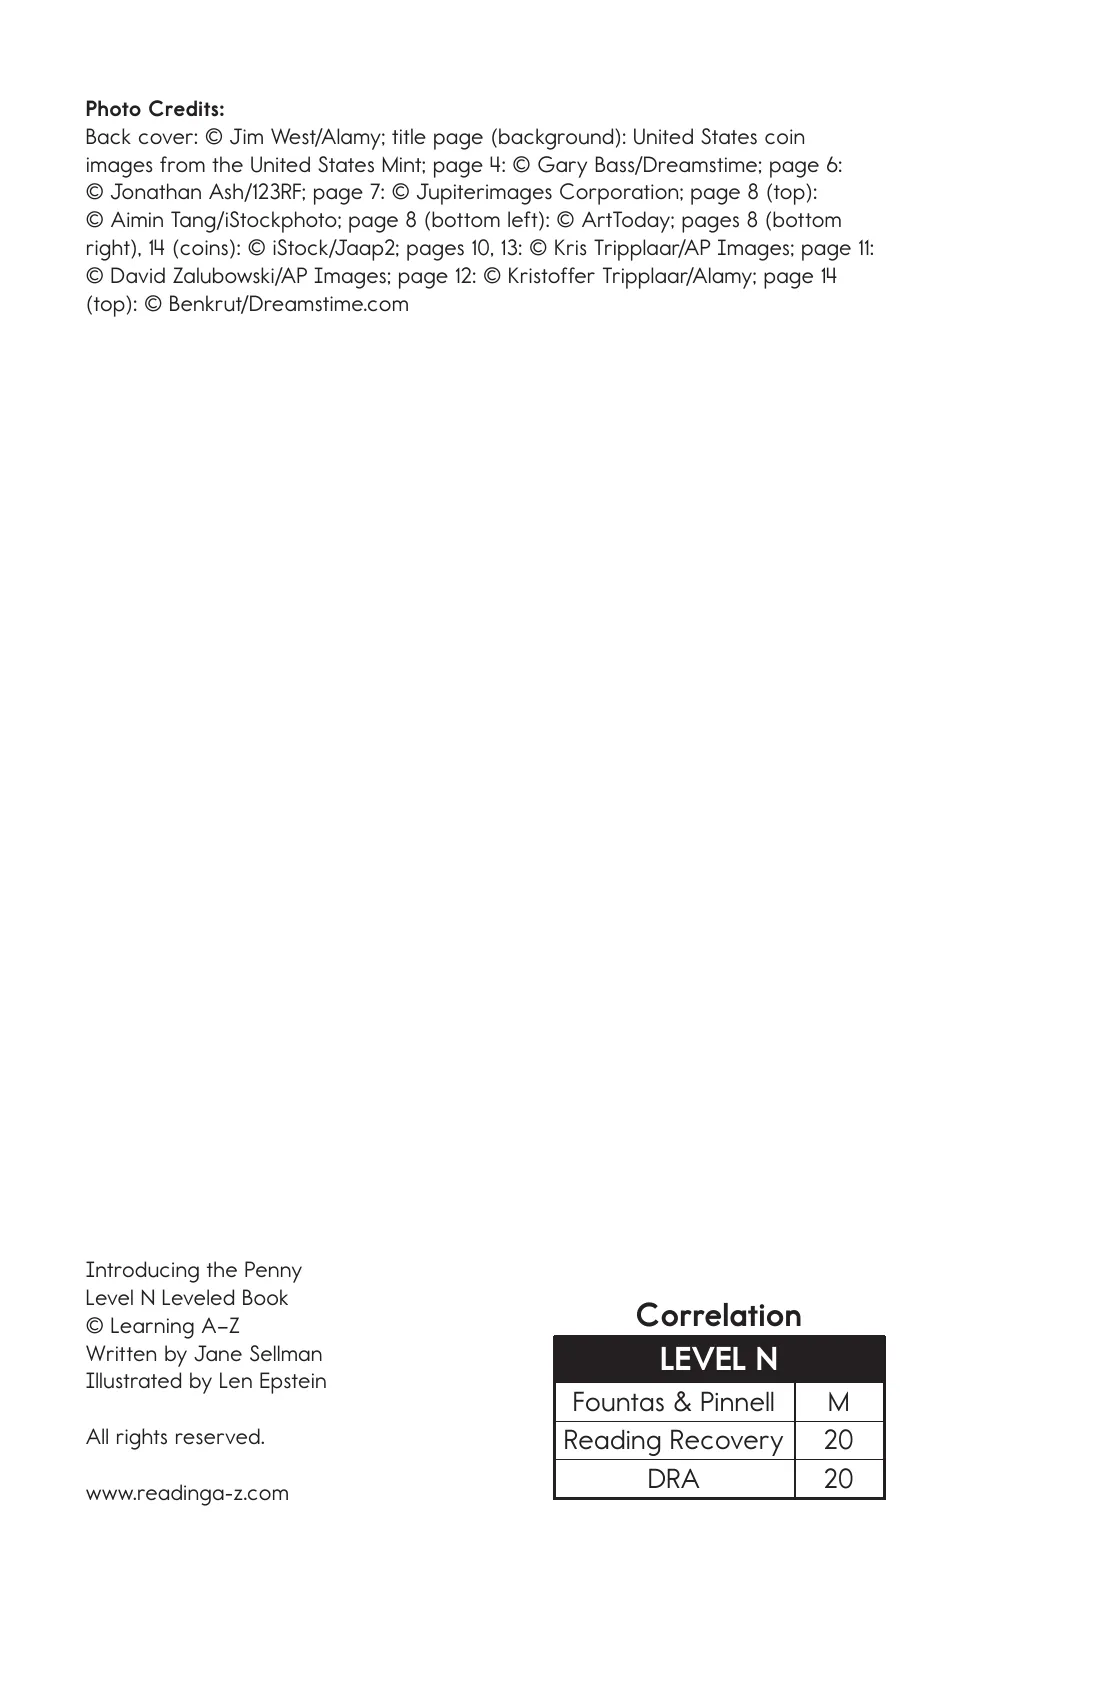 Photo Credits:
Back cover: © Jim West/Alamy; title page (background): United States coin
images from the United States Mint; page 4: © Gary Bass/Dreamstime; page 6:
© Jonathan Ash/123RF; page 7: © Jupiterimages Corporation; page 8 (top):
© Aimin Tang/iStockphoto; page 8 (bottom left): © ArtToday; pages 8 (bottom
right), 14 (coins): © iStock/Jaap2; pages 10, 13: © Kris Tripplaar/AP Images; page 11:
© David Zalubowski/AP Images; page 12: © Kristoffer Tripplaar/Alamy; page 14
(top): © Benkrut/Dreamstime.com
Introducing the Penny
Level N Leveled Book
© Learning A–Z
Written by Jane Sellman
Illustrated by Len Epstein
All rights reserved.
www.readinga-z.com
Correlation
LEVEL N
Fountas & Pinnell M
Reading Recovery 20
DRA 20